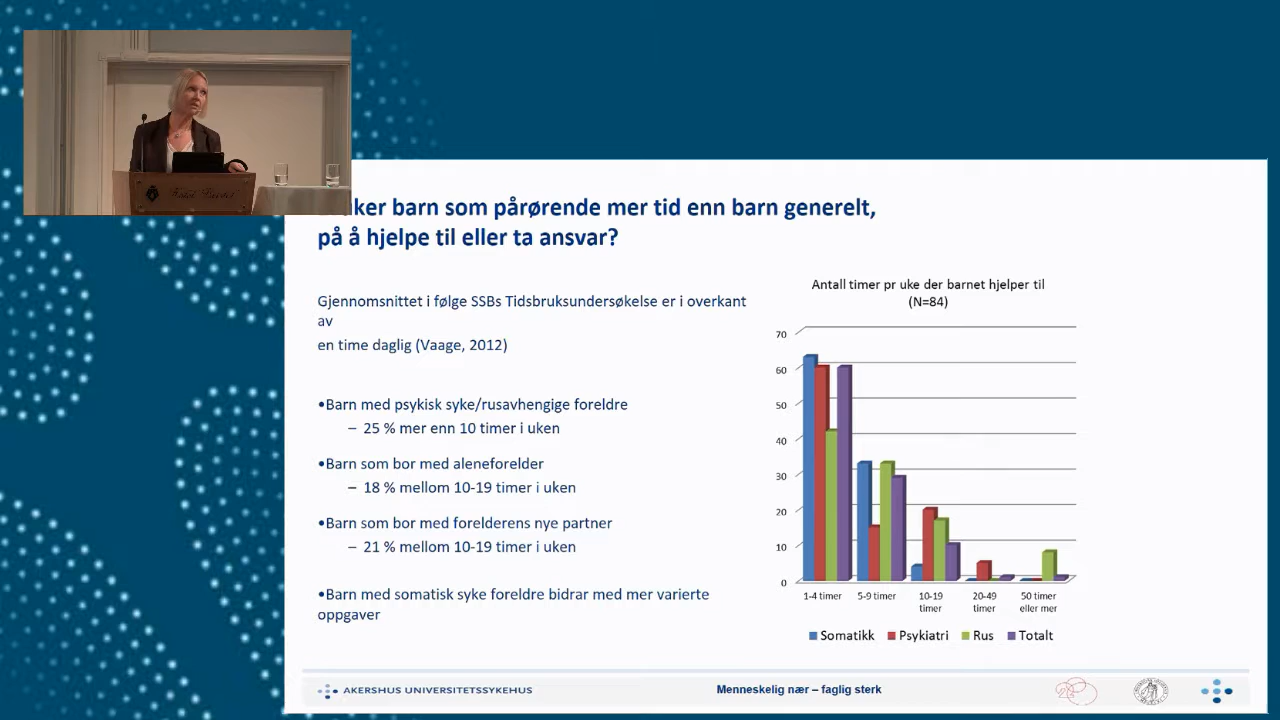 uker barn som pårørende mer tid enn barn generelt,
på å hjelpe til eller ta ansvar?
Gjennomsnittet i følge SSBs Tidsbruksundersøkelse er i overkant
av
en time daglig (Vaage, 2012)
•Barn med psykisk syke/rusavhengige foreldre
– 25 % mer enn 10 timer i uken
•Barn som bor med aleneforelder
– 18 % mellom 10-19 timer i uken
•Barn som bor med forelderens nye partner
– 21 % mellom 10-19 timer i uken
•Barn med somatisk syke foreldre bidrar med mer varierte
oppgaver
Antall timer pr uke der barnet hjelper til
(N=84)
70
60
50
40
30
20
10
0
1-4 timer 5-9 timer 10-19 timer 20-49 timer 50 timer eller mer
Somatikk Psykiatri Rus Totalt
AKERSHUS UNIVERSITETSSYKEHUS
Menneskelig nær – faglig sterk